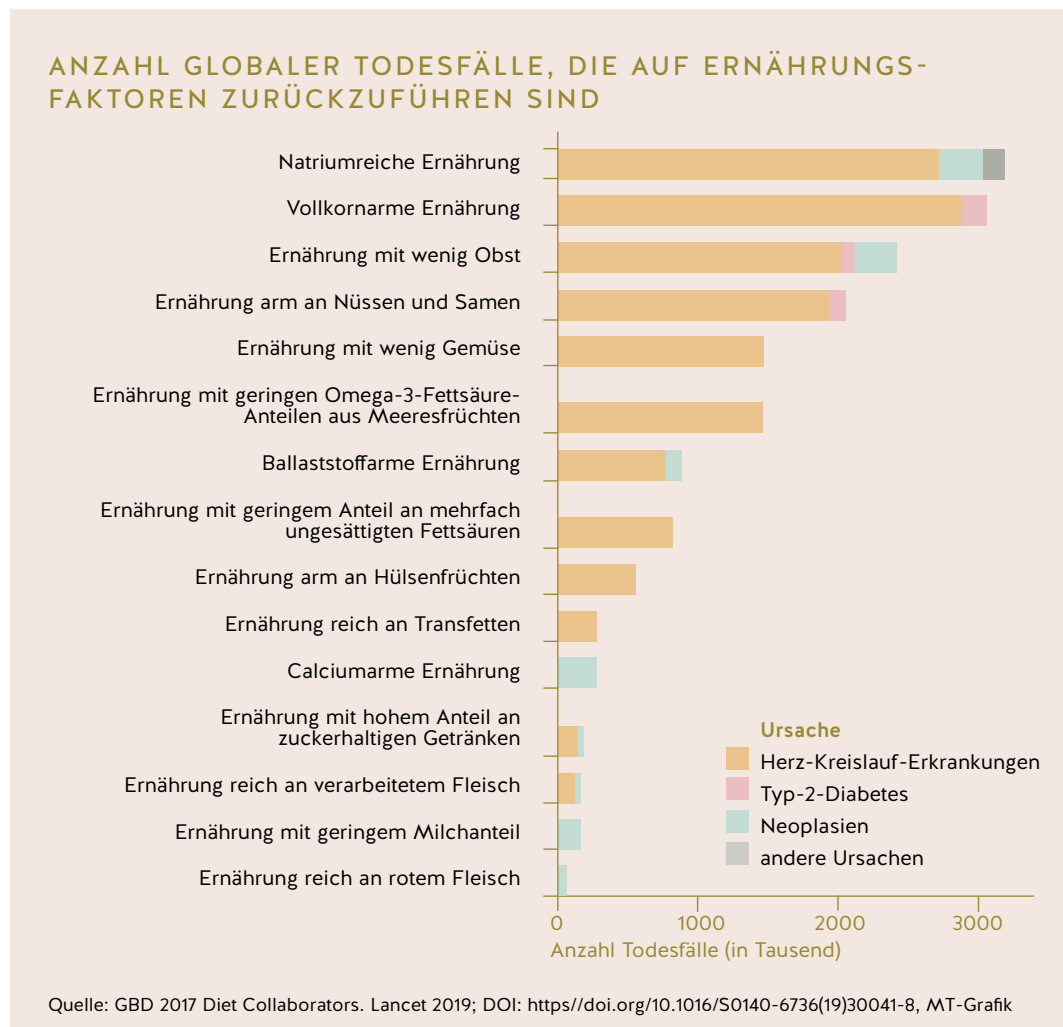 ANZAHL GLOBALER TODESFÄLLE, DIE AUF ERNÄHRUNGS-
FAKTOREN ZURÜCKZUFÜHREN SIND
Natriumreiche Ernährung
Vollkornarme Ernährung
Ernährung mit wenig Obst
Ernährung arm an Nüssen und Samen
Ernährung mit wenig Gemüse
Ernährung mit geringen Omega-3-Fettsäure-
Anteilen aus Meeresfrüchten
Ballaststoffarme Ernährung
Ernährung mit geringem Anteil an mehrfach
ungesättigten Fettsäuren
Ernährung arm an Hülsenfrüchten
Ernährung reich an Transfetten
Calciumarme Ernährung
Ernährung mit hohem Anteil an
zuckerhaltigen Getränken
Ernährung reich an verarbeitetem Fleisch
Ernährung mit geringem Milchanteil
Ernährung reich an rotem Fleisch
Ursache
Herz-Kreislauf-Erkrankungen
Typ-2-Diabetes
Neoplasien
andere Ursachen
0 1000 2000 3000
Anzahl Todesfälle (in Tausend)
Quelle: GBD 2017 Diet Collaborators. Lancet 2019; DOI: https//doi.org/10.1016/S0140-6736(19)30041-8, MT-Grafik